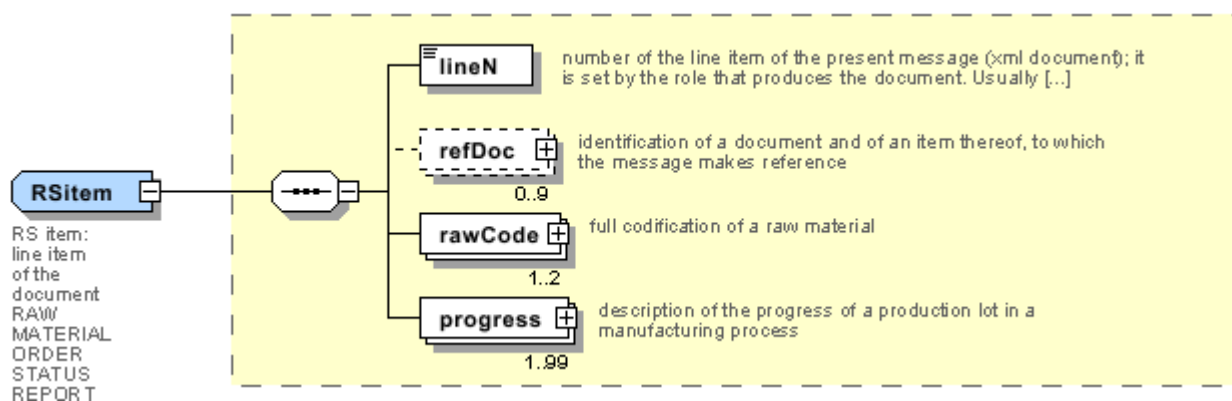 lineN
number of the line item of the present message (xml document); it
is set by the role that produces the document. Usually [...]
refDoc
identification of a document and of an item thereof, to which
the message makes reference
0..9
RSitem
rawCode
full codification of a raw material
1..2
RS item:
line item
of the
document
RAW
MATERIAL
ORDER
STATUS
REPORT
progress
description of the progress of a production lot in a
manufacturing process
1..99